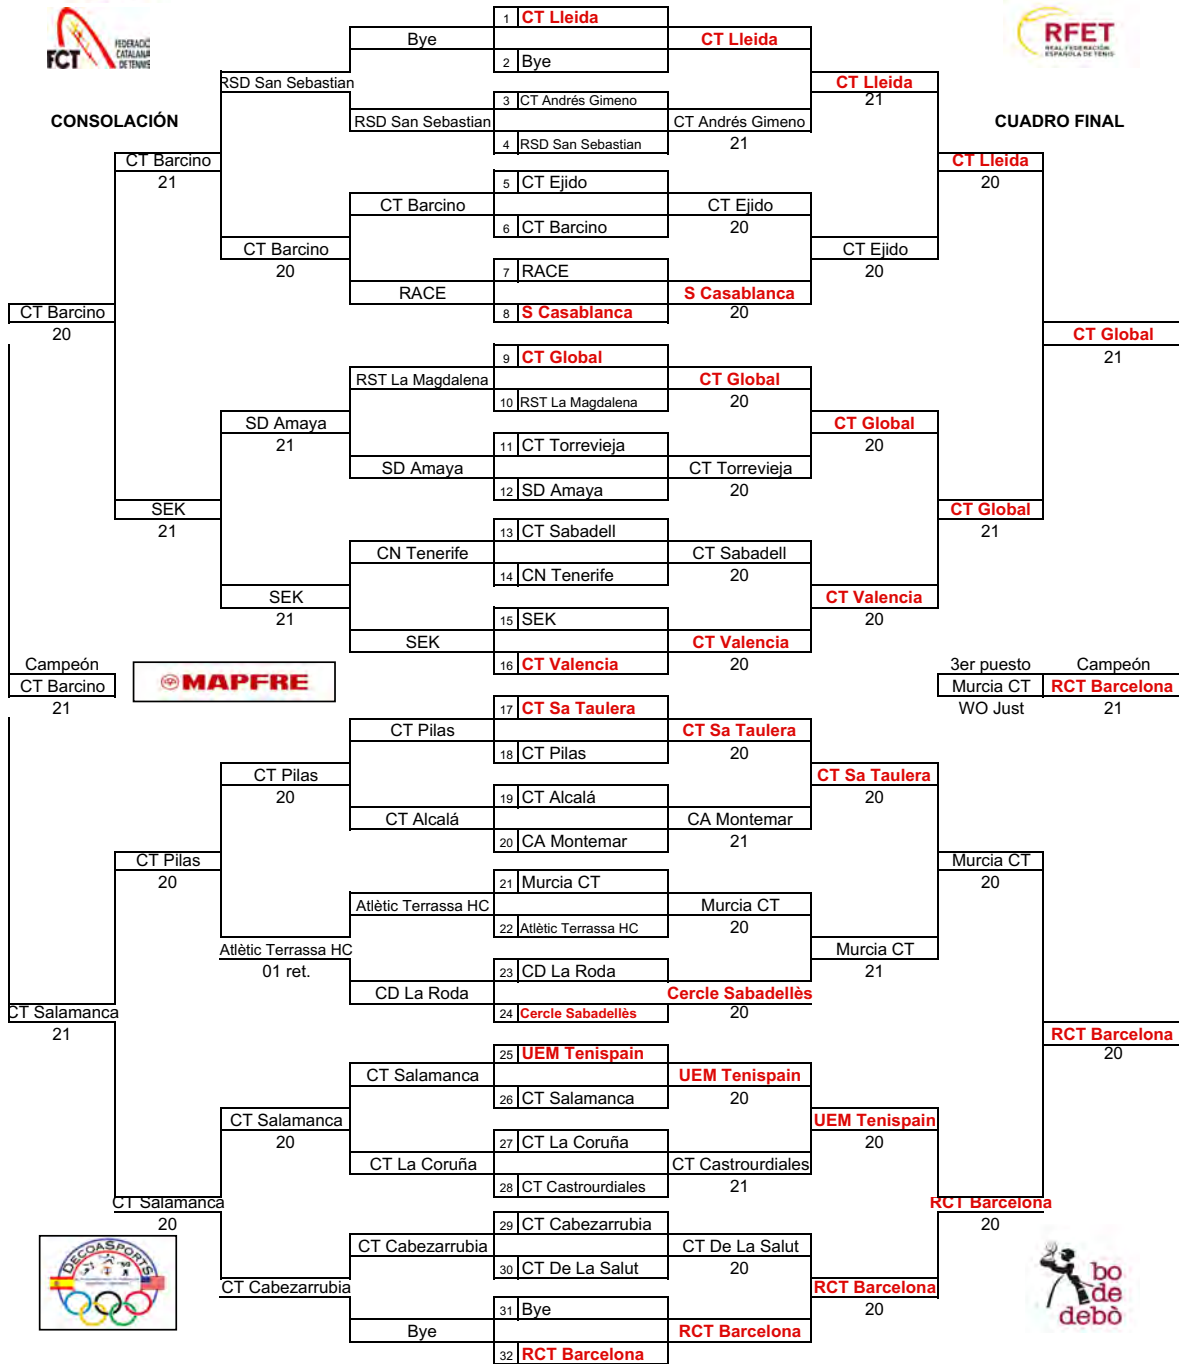 1 CT Lleida
FEDERACIÓ
CATALANA
DE TENNIS
FCT
RFET
REAL FEDERACIÓN
ESPAÑOLA DE TENIS
Bye
CT Lleida
2 Bye
RSD San Sebastian
CT Lleida
3 CT Andrés Gimeno
21
CONSOLACIÓN
RSD San Sebastian
CT Andrés Gimeno
CUADRO FINAL
4 RSD San Sebastian
21
CT Barcino
CT Lleida
21
5 CT Ejido
20
CT Barcino
CT Ejido
6 CT Barcino
20
CT Barcino
CT Ejido
20
7 RACE
20
RACE
S Casablanca
CT Barcino
8 S Casablanca
20
20
CT Global
9 CT Global
21
RST La Magdalena
CT Global
10 RST La Magdalena
20
SD Amaya
CT Global
21
11 CT Torrevieja
20
SD Amaya
CT Torrevieja
12 SD Amaya
20
SEK
CT Global
21
13 CT Sabadell
21
CN Tenerife
CT Sabadell
14 CN Tenerife
20
SEK
CT Valencia
21
15 SEK
20
SEK
CT Valencia
Campeón
16 CT Valencia
20
3er puesto
Campeón
CT Barcino
MAPFRE
Murcia CT
RCT Barcelona
21
17 CT Sa Taulera
WO Just
21
CT Pilas
CT Sa Taulera
18 CT Pilas
20
CT Pilas
CT Sa Taulera
20
19 CT Alcalá
20
CT Alcalá
CA Montemar
20 CA Montemar
21
CT Pilas
Murcia CT
20
21 Murcia CT
20
Atlètic Terrassa HC
Murcia CT
22 Atlètic Terrassa HC
20
Atlètic Terrassa HC
Murcia CT
01 ret.
23 CD La Roda
21
CD La Roda
Cercle Sabadellès
CT Salamanca
24 Cercle Sabadellès
20
21
RCT Barcelona
25 UEM Tenispain
20
CT Salamanca
UEM Tenispain
26 CT Salamanca
20
CT Salamanca
UEM Tenispain
20
27 CT La Coruña
20
CT La Coruña
CT Castrourdiales
28 CT Castrourdiales
21
CT Salamanca
RCT Barcelona
20
29 CT Cabezarrubia
20
CT Cabezarrubia
CT De La Salut
30 CT De La Salut
20
DECOASPORTS
CT Cabezarrubia
RCT Barcelona
31 Bye
20
Bye
RCT Barcelona
32 RCT Barcelona
bo
de
debò